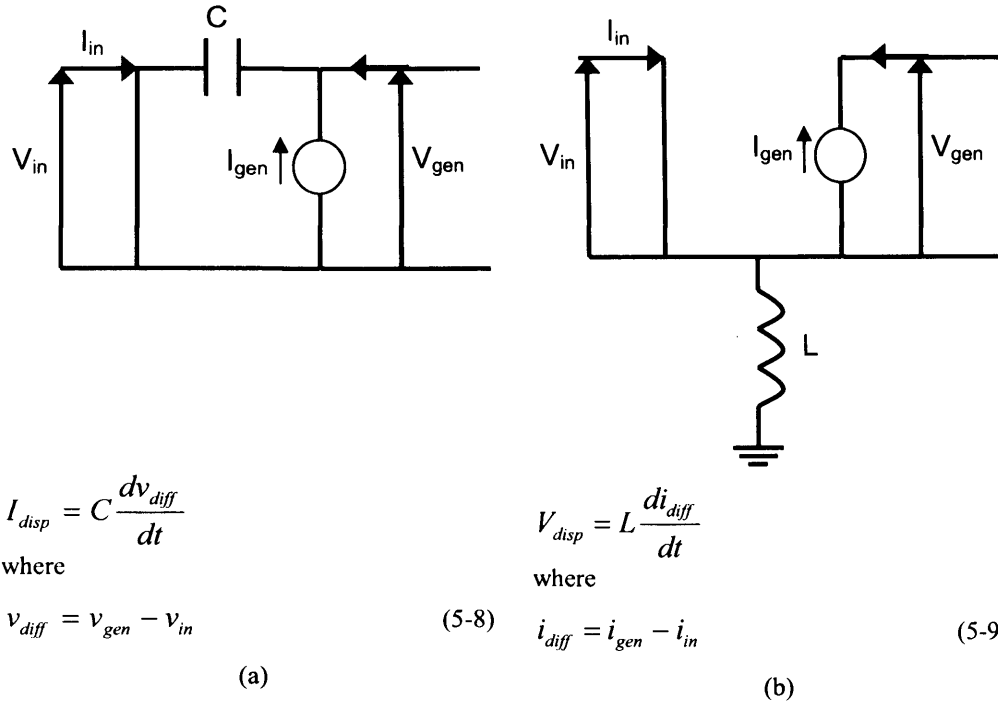 C
I_in
V_in
I_gen
V_gen
I_disp = C dv_diff/dt
where
v_diff = v_gen − v_in (5-8)
(a)
I_in
V_in
I_gen
V_gen
L
V_disp = L di_diff/dt
where
i_diff = i_gen − i_in (5-9
(b)